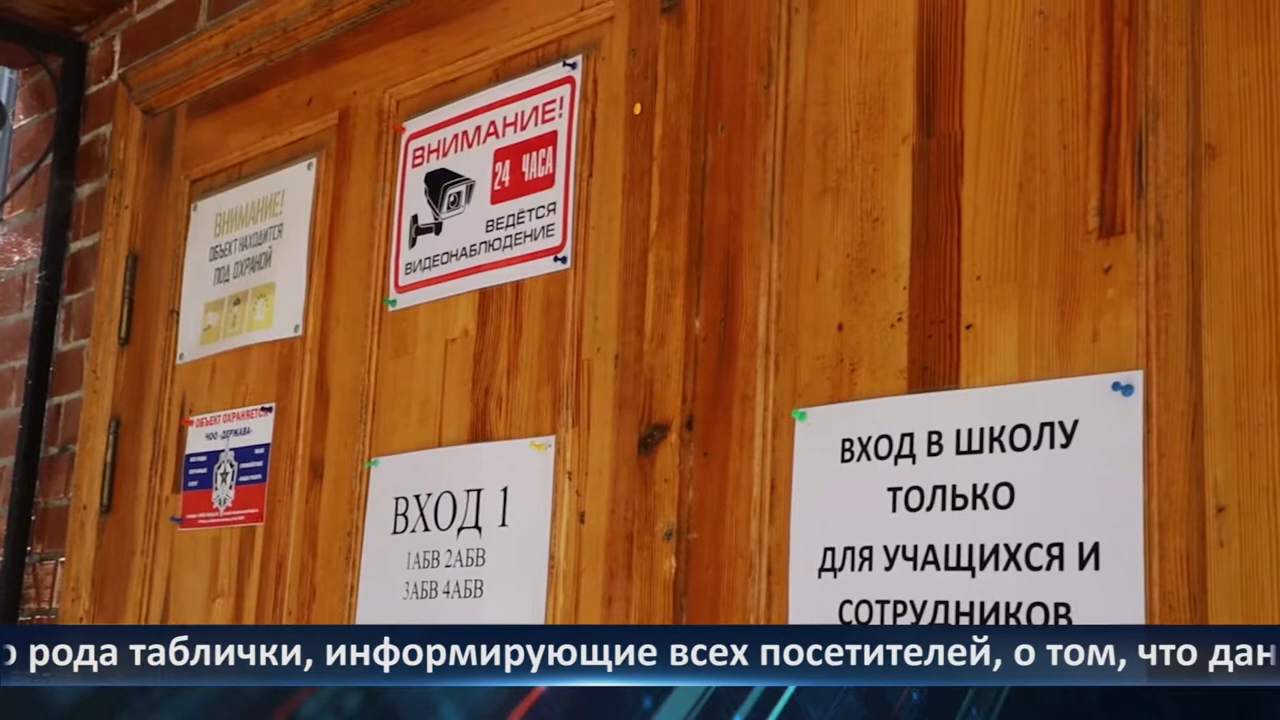 ВНИМАНИЕ!
ОБЪЕКТ НАХОДИТСЯ
ПОД ОХРАНОЙ
ВНИМАНИЕ!
24 ЧАСА
ВЕДЁТСЯ
ВИДЕОНАБЛЮДЕНИЕ
ОБЪЕКТ ОХРАНЯЕТСЯ
ЧОО «ДЕРЖАВА»
ВХОД 1
1АБВ 2АБВ
3АБВ 4АБВ
ВХОД В ШКОЛУ
ТОЛЬКО
ДЛЯ УЧАЩИХСЯ И
СОТРУДНИКОВ
о рода таблички, информирующие всех посетителей, о том, что дан